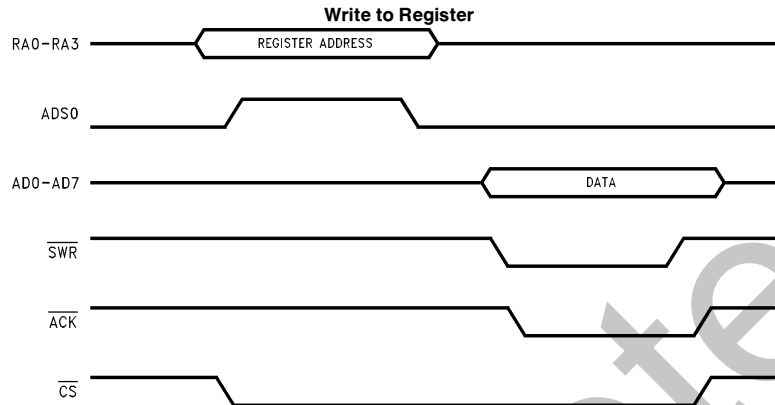 Write to Register
RA0-RA3 REGISTER ADDRESS
ADS0
AD0-AD7 DATA
SWR
ACK
CS